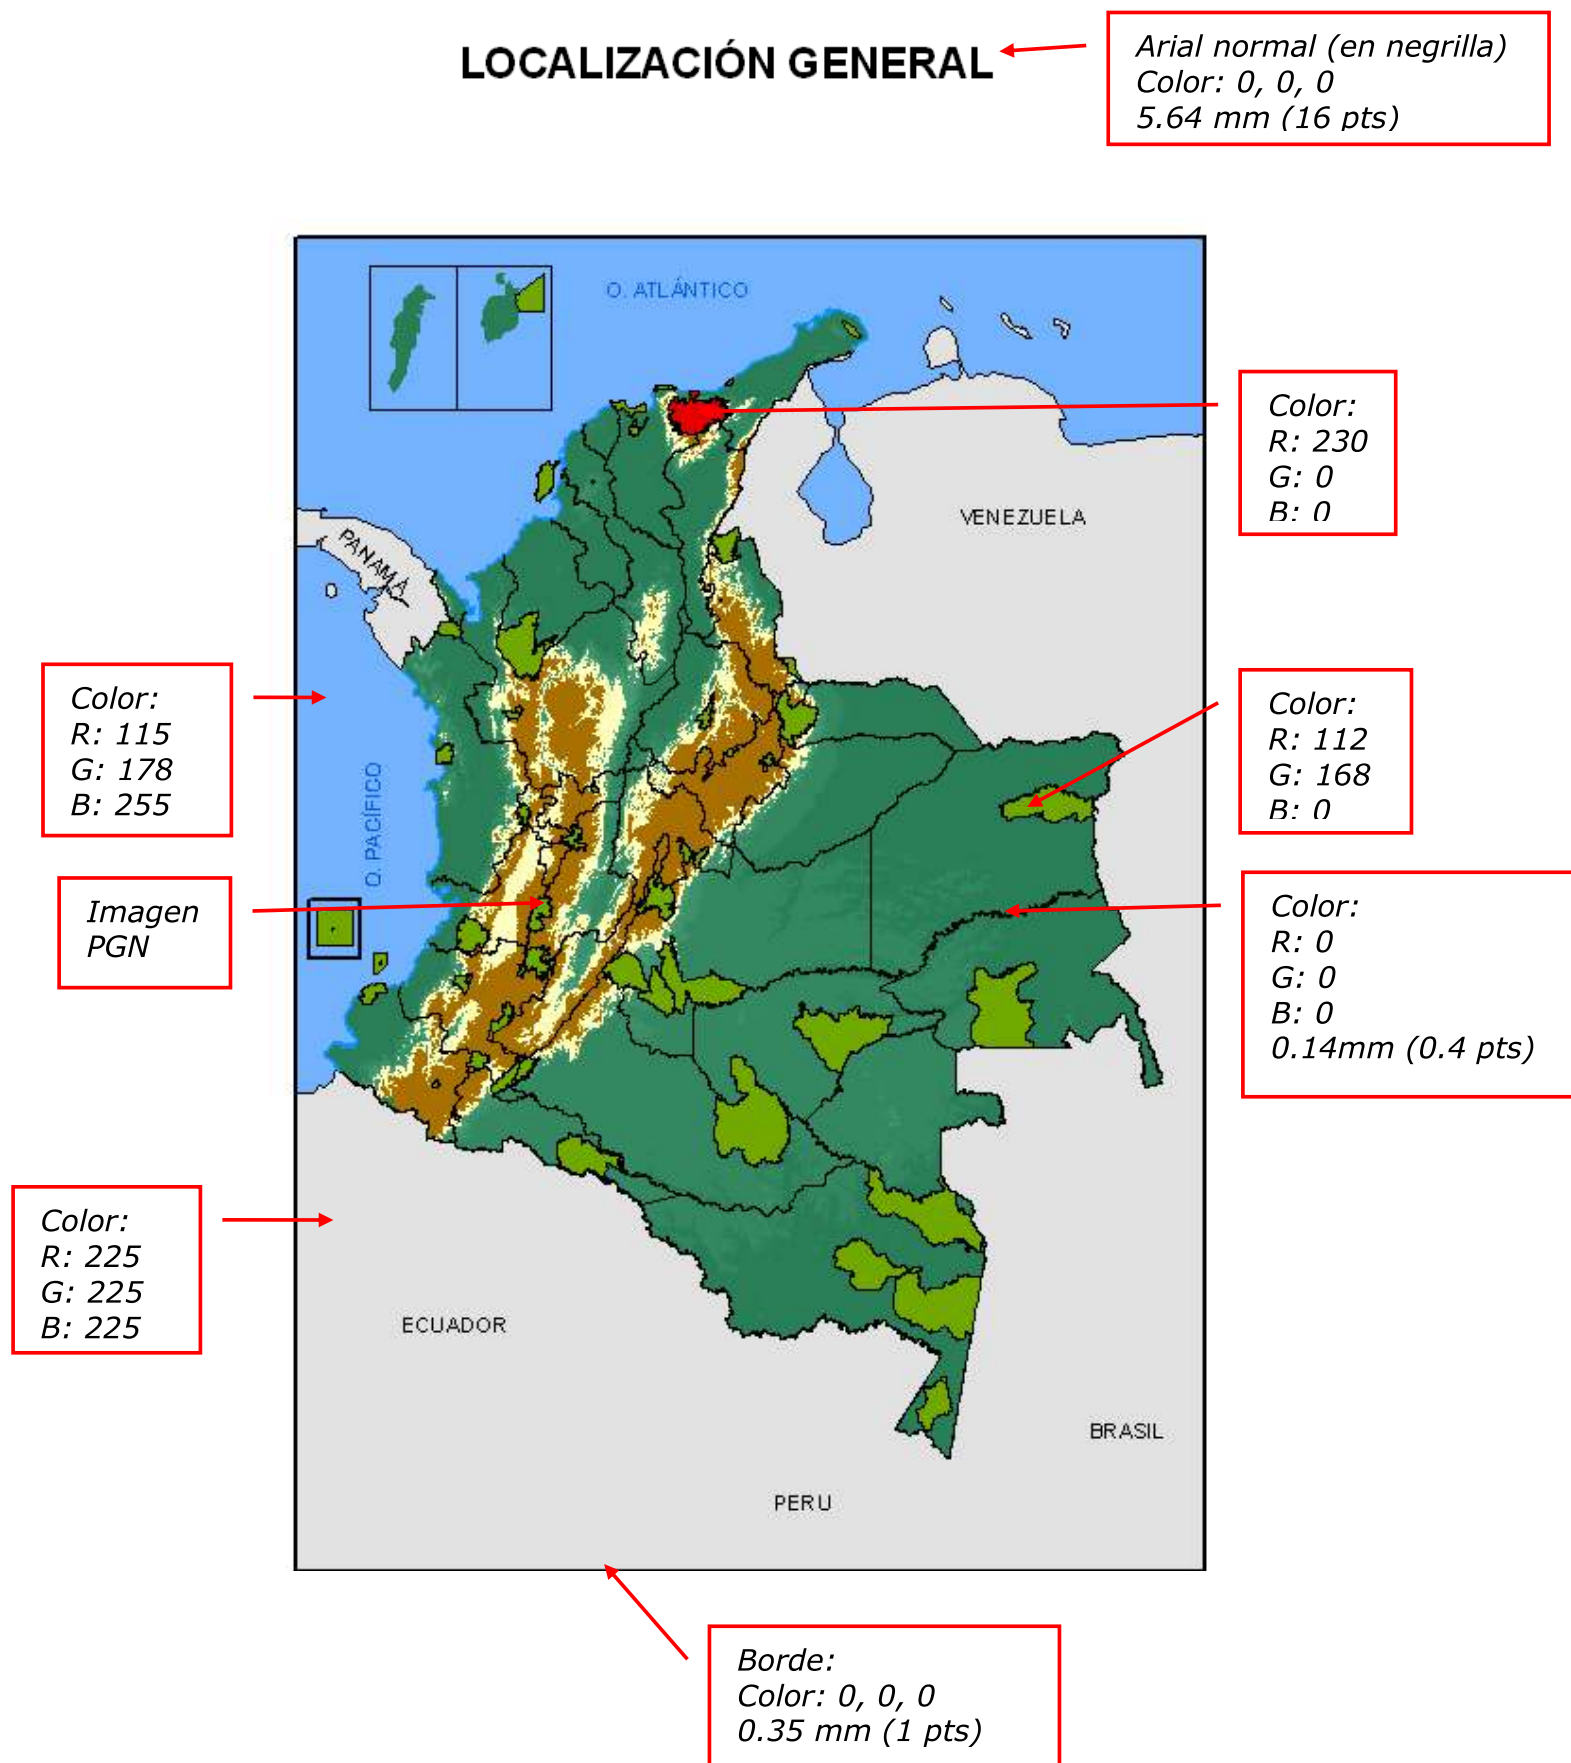 LOCALIZACIÓN GENERAL
Arial normal (en negrilla)
Color: 0, 0, 0
5.64 mm (16 pts)
O. ATLÁNTICO
Color:
R: 230
G: 0
B: 0
VENEZUELA
PANAMÁ
Color:
R: 115
G: 178
B: 255
Color:
R: 112
G: 168
B: 0
O. PACÍFICO
Imagen
PGN
Color:
R: 0
G: 0
B: 0
0.14mm (0.4 pts)
Color:
R: 225
G: 225
B: 225
ECUADOR
BRASIL
PERU
Borde:
Color: 0, 0, 0
0.35 mm (1 pts)